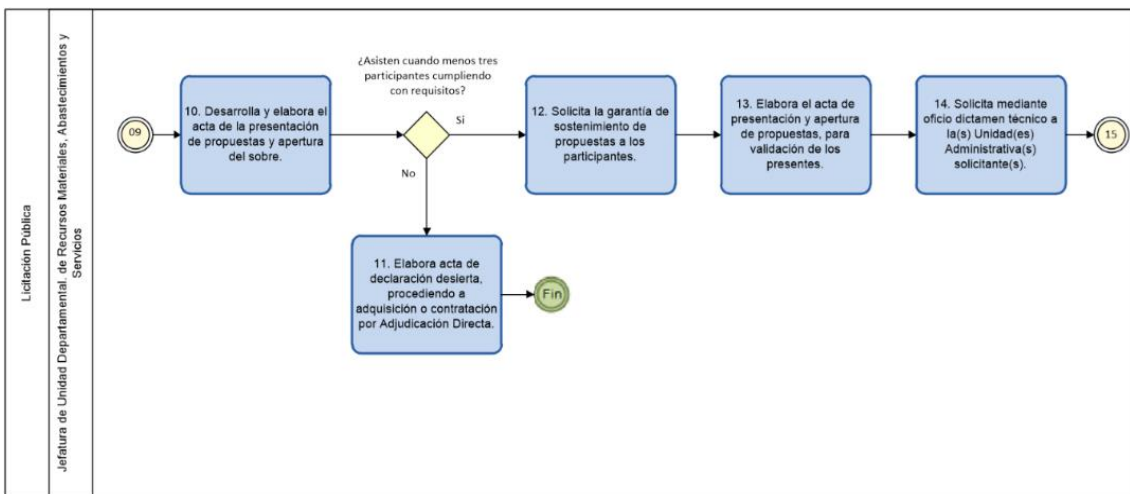 Licitación Pública
Jefatura de Unidad Departamental. de Recursos Materiales, Abastecimientos y
Servicios
09
10. Desarrolla y elabora el
acta de la presentación
de propuestas y apertura
del sobre.
¿Asisten cuando menos tres
participantes cumpliendo
con requisitos?
Sí
No
11. Elabora acta de
declaración desierta,
procediendo a
adquisición o contratación
por Adjudicación Directa.
Fin
12. Solicita la garantía de
sostenimiento de
propuestas a los
participantes.
13. Elabora el acta de
presentación y apertura
de propuestas, para
validación de los
presentes.
14. Solicita mediante
oficio dictamen técnico a
la(s) Unidad(es)
Administrativa(s)
solicitante(s).
15